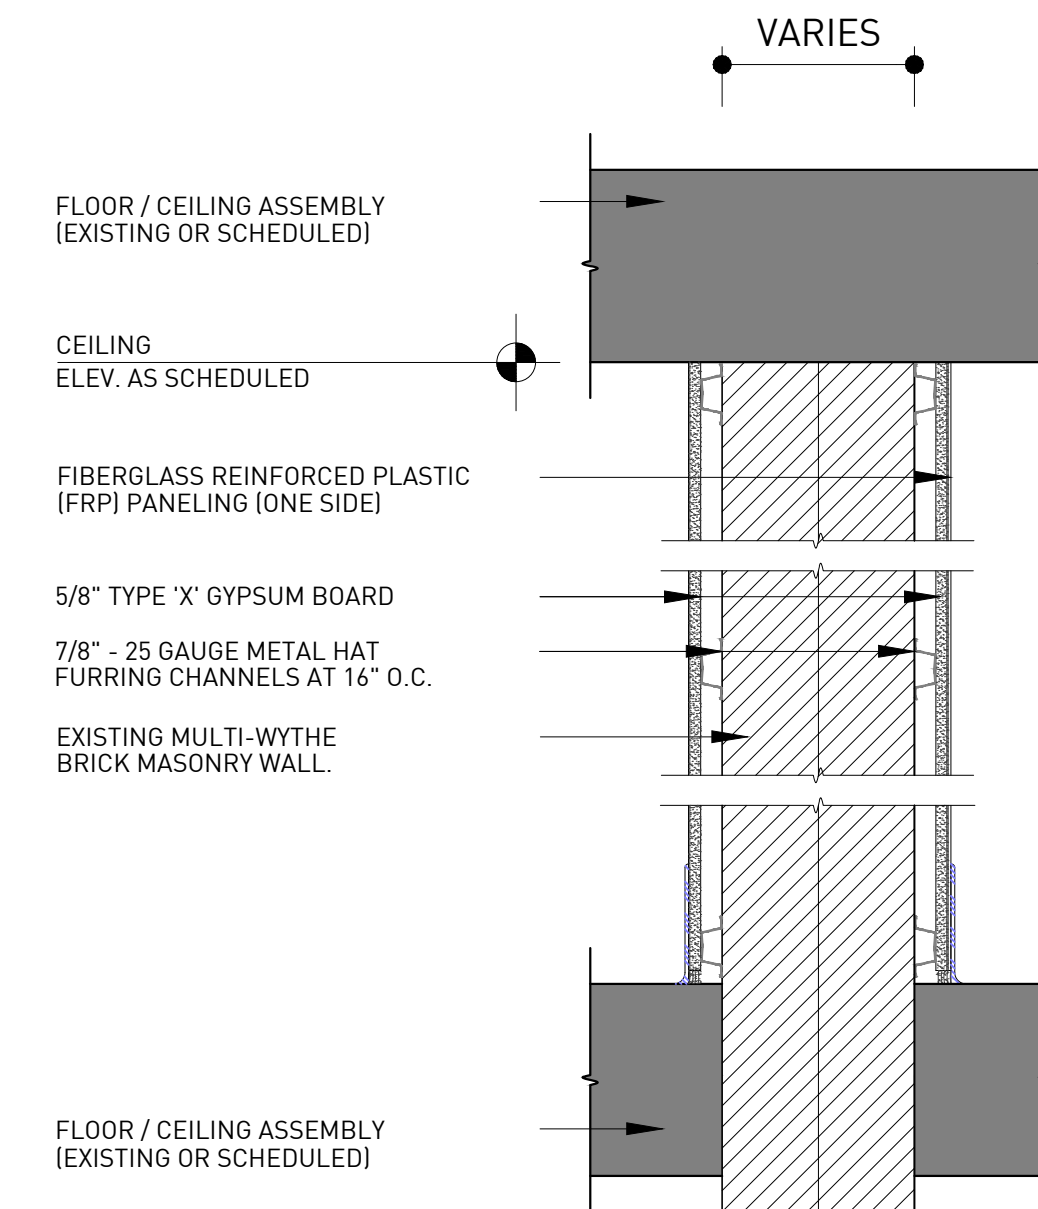 VARIES
FLOOR / CEILING ASSEMBLY
(EXISTING OR SCHEDULED)
CEILING
ELEV. AS SCHEDULED
FIBERGLASS REINFORCED PLASTIC
(FRP) PANELING (ONE SIDE)
5/8" TYPE 'X' GYPSUM BOARD
7/8" - 25 GAUGE METAL HAT
FURRING CHANNELS AT 16" O.C.
EXISTING MULTI-WYTHE
BRICK MASONRY WALL.
FLOOR / CEILING ASSEMBLY
(EXISTING OR SCHEDULED)